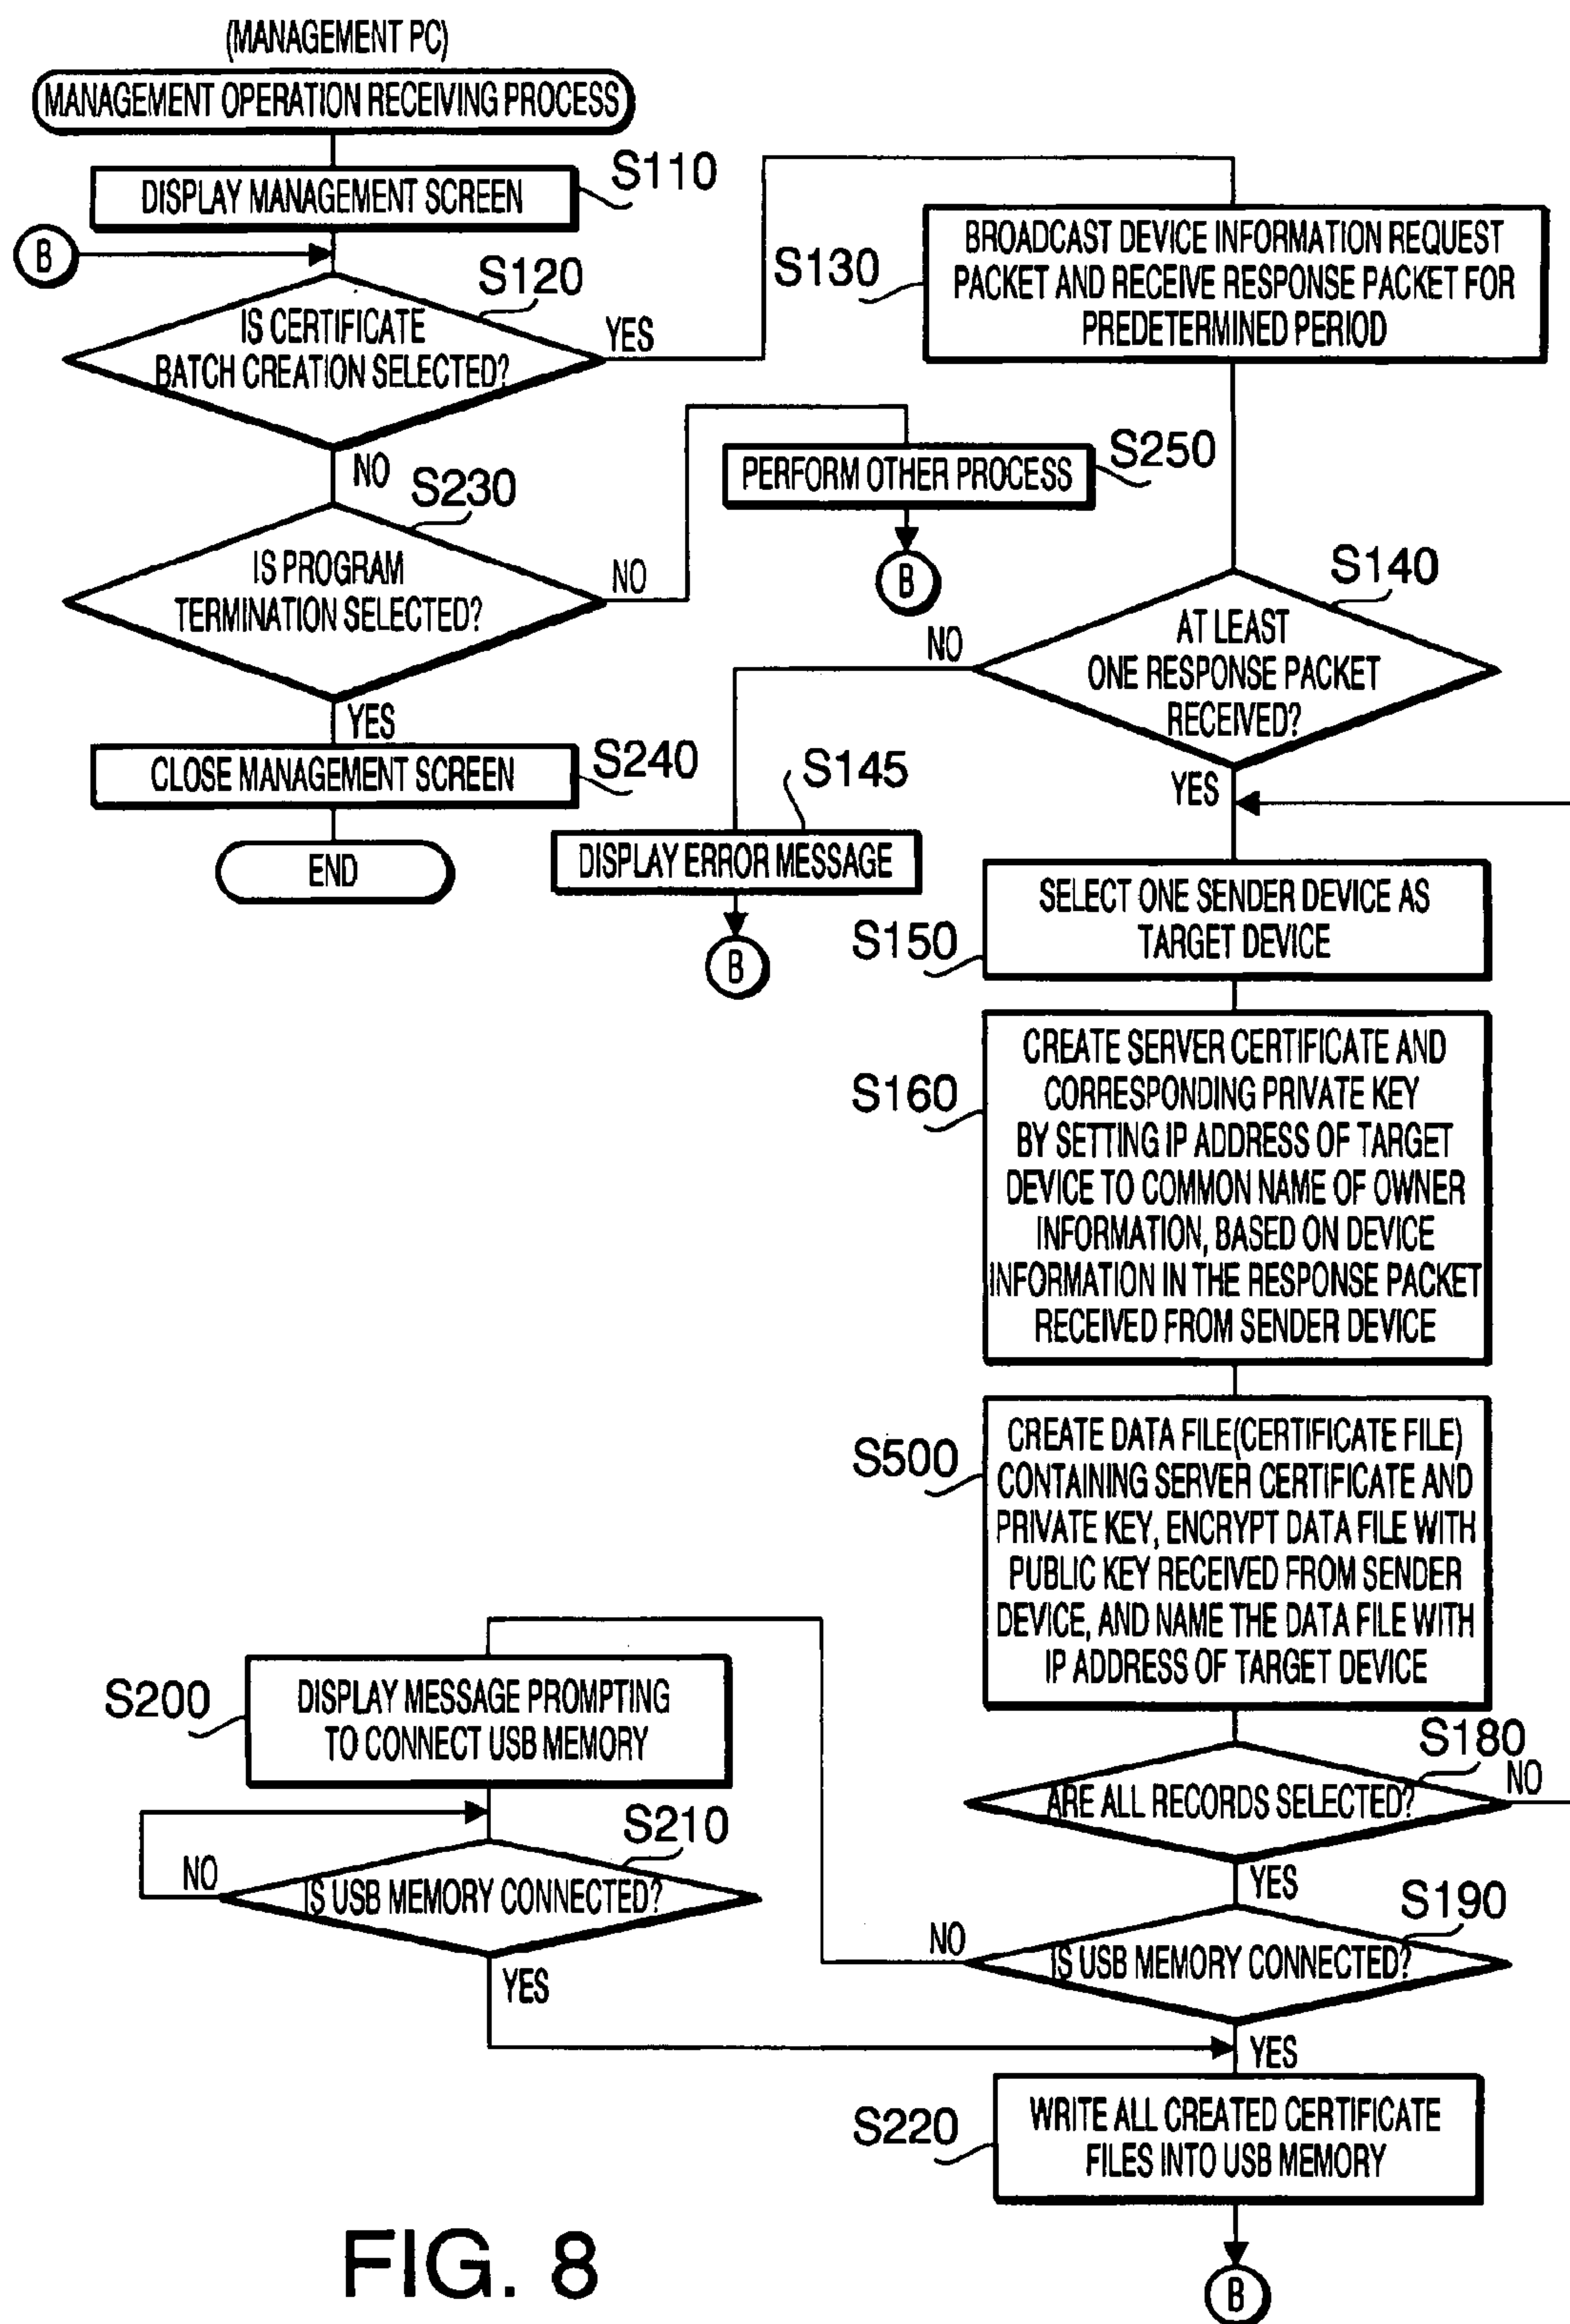 (MANAGEMENT PC)
MANAGEMENT OPERATION RECEIVING PROCESS
DISPLAY MANAGEMENT SCREEN
S110
B
S120
IS CERTIFICATE
BATCH CREATION SELECTED?
YES
NO
S130
BROADCAST DEVICE INFORMATION REQUEST
PACKET AND RECEIVE RESPONSE PACKET FOR
PREDETERMINED PERIOD
S230
IS PROGRAM
TERMINATION SELECTED?
NO
YES
PERFORM OTHER PROCESS
S250
B
CLOSE MANAGEMENT SCREEN
S240
END
S140
AT LEAST
ONE RESPONSE PACKET
RECEIVED?
NO
YES
S145
DISPLAY ERROR MESSAGE
B
S150
SELECT ONE SENDER DEVICE AS
TARGET DEVICE
S160
CREATE SERVER CERTIFICATE AND
CORRESPONDING PRIVATE KEY
BY SETTING IP ADDRESS OF TARGET
DEVICE TO COMMON NAME OF OWNER
INFORMATION, BASED ON DEVICE
INFORMATION IN THE RESPONSE PACKET
RECEIVED FROM SENDER DEVICE
S500
CREATE DATA FILE(CERTIFICATE FILE)
CONTAINING SERVER CERTIFICATE AND
PRIVATE KEY, ENCRYPT DATA FILE WITH
PUBLIC KEY RECEIVED FROM SENDER
DEVICE, AND NAME THE DATA FILE WITH
IP ADDRESS OF TARGET DEVICE
S180
ARE ALL RECORDS SELECTED?
NO
YES
S190
IS USB MEMORY CONNECTED?
NO
YES
S200
DISPLAY MESSAGE PROMPTING
TO CONNECT USB MEMORY
S210
IS USB MEMORY CONNECTED?
NO
YES
S220
WRITE ALL CREATED CERTIFICATE
FILES INTO USB MEMORY
B
FIG. 8